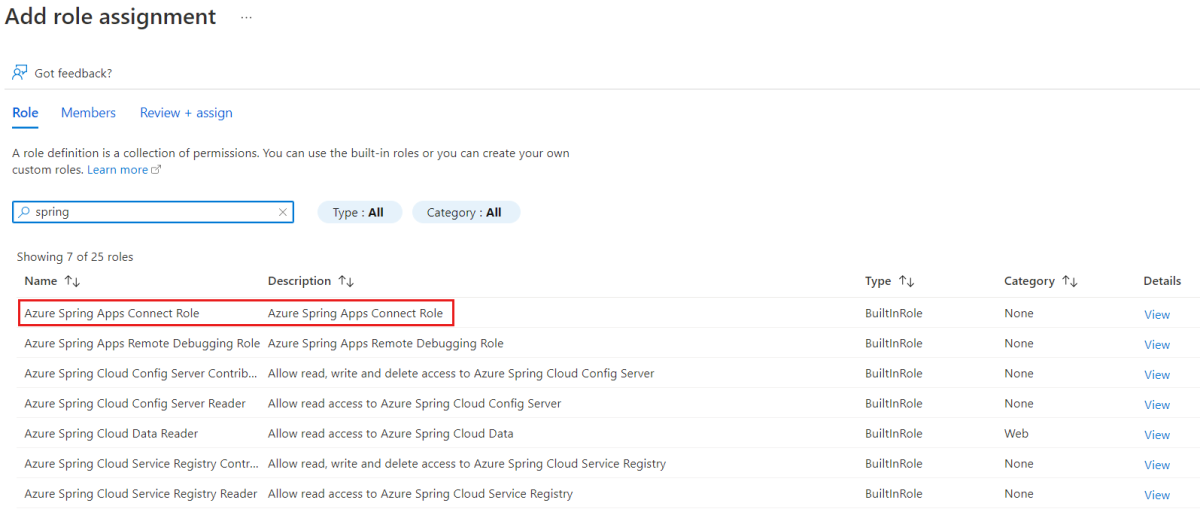 Add role assignment ...
Got feedback?
Role Members Review + assign
A role definition is a collection of permissions. You can use the built-in roles or you can create your own
custom roles. Learn more
spring Type : All Category : All
Showing 7 of 25 roles
Name Description Type Category Details
Azure Spring Apps Connect Role Azure Spring Apps Connect Role BuiltInRole None View
Azure Spring Apps Remote Debugging Role Azure Spring Apps Remote Debugging Role BuiltInRole None View
Azure Spring Cloud Config Server Contrib... Allow read, write and delete access to Azure Spring Cloud Config Server BuiltInRole None View
Azure Spring Cloud Config Server Reader Allow read access to Azure Spring Cloud Config Server BuiltInRole None View
Azure Spring Cloud Data Reader Allow read access to Azure Spring Cloud Data BuiltInRole Web View
Azure Spring Cloud Service Registry Contr... Allow read, write and delete access to Azure Spring Cloud Service Registry BuiltInRole None View
Azure Spring Cloud Service Registry Reader Allow read access to Azure Spring Cloud Service Registry BuiltInRole None View